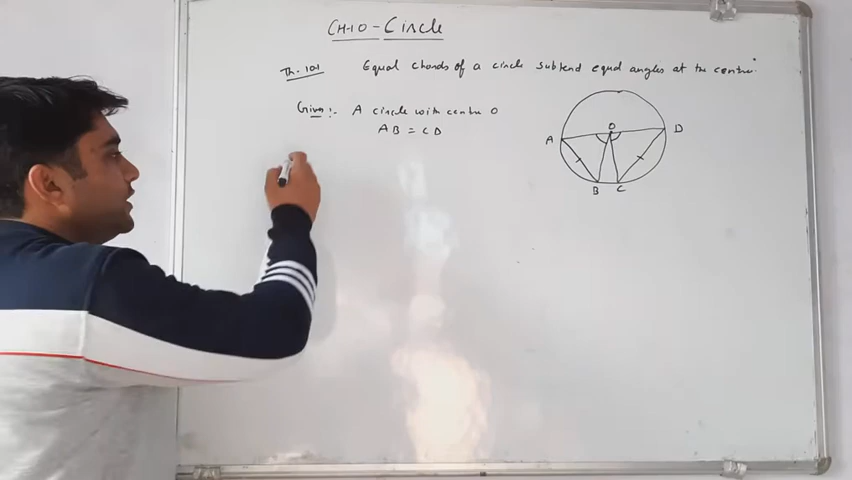 CH-10 - Circle
Th. 10.1 Equal chords of a circle subtend equal angles at the centre.
Given :- A circle with centre O
AB = CD
O
A
D
B C